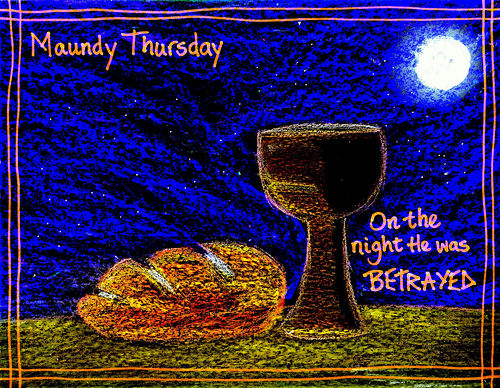 Maundy Thursday
On the
night He was
BETRAYED